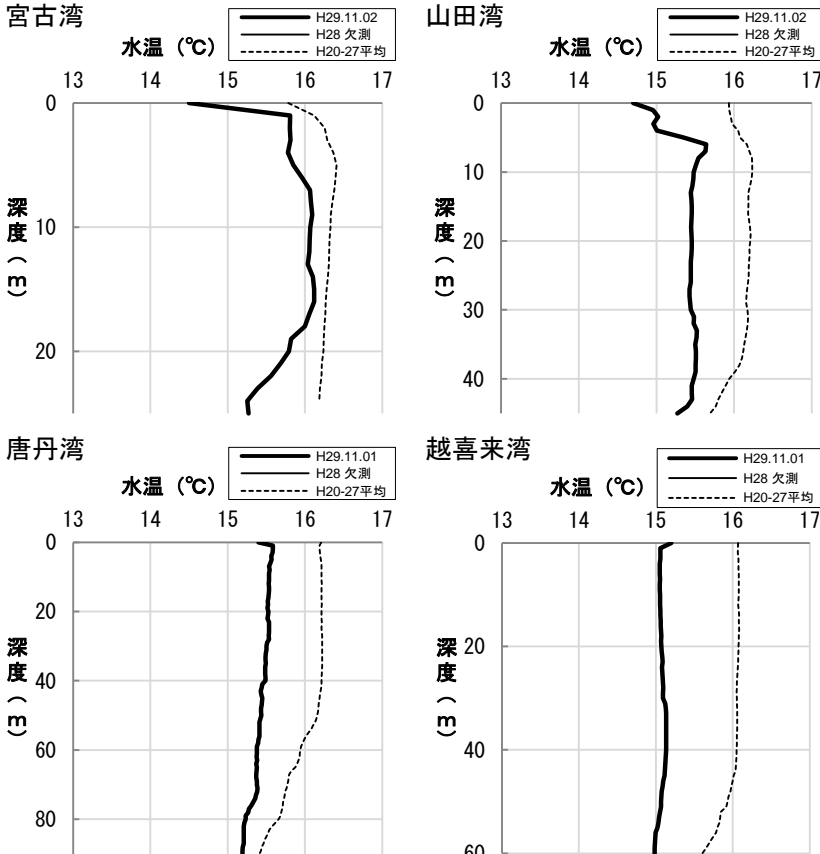 宮古湾
H29.11.02
H28 欠測
H20-27平均
水温（℃）
13 14 15 16 17
0
10
20
深度（m）
山田湾
H29.11.02
H28 欠測
H20-27平均
水温（℃）
13 14 15 16 17
0
10
20
30
40
深度（m）
唐丹湾
H29.11.01
H28 欠測
H20-27平均
水温（℃）
13 14 15 16 17
0
20
40
60
80
深度（m）
越喜来湾
H29.11.01
H28 欠測
H20-27平均
水温（℃）
13 14 15 16 17
0
20
40
60
深度（m）